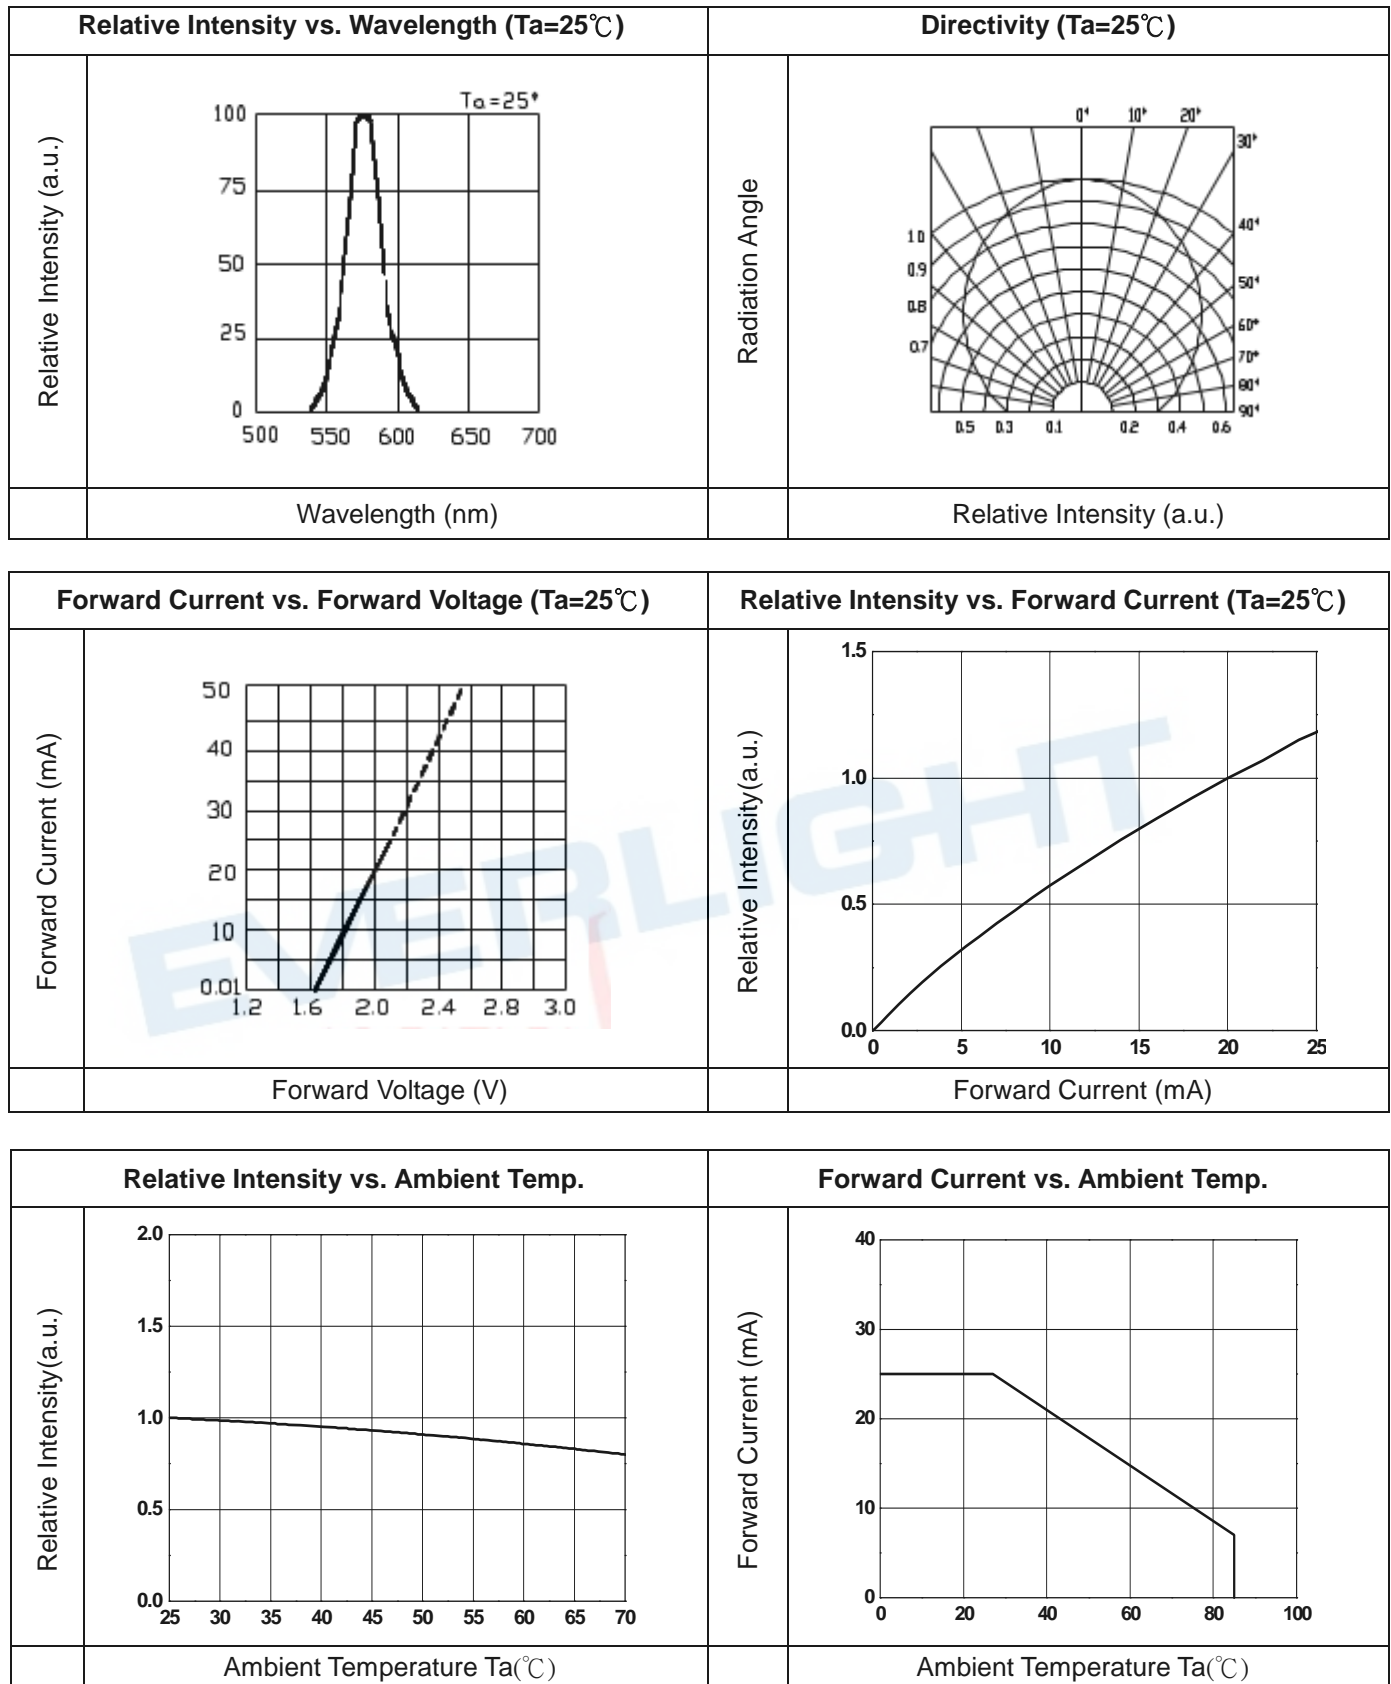 Relative Intensity vs. Wavelength (Ta=25℃)
Directivity (Ta=25℃)
Relative Intensity (a.u.)
Ta=25°
100
75
50
25
0
500 550 600 650 700
Wavelength (nm)
Radiation Angle
0° 10° 20°
30°
40°
50°
60°
70°
80°
90°
1.0
0.9
0.8
0.7
0.5 0.3 0.1 0.2 0.4 0.6
Relative Intensity (a.u.)
Forward Current vs. Forward Voltage (Ta=25℃)
Relative Intensity vs. Forward Current (Ta=25℃)
Forward Current (mA)
50
40
30
20
10
0.01
1.2 1.6 2.0 2.4 2.8 3.0
Forward Voltage (V)
Relative Intensity(a.u.)
1.5
1.0
0.5
0.0
0 5 10 15 20 25
Forward Current (mA)
EVERLIGHT
Relative Intensity vs. Ambient Temp.
Forward Current vs. Ambient Temp.
Relative Intensity(a.u.)
2.0
1.5
1.0
0.5
0.0
25 30 35 40 45 50 55 60 65 70
Ambient Temperature Ta(℃)
Forward Current (mA)
40
30
20
10
0
0 20 40 60 80 100
Ambient Temperature Ta(℃)